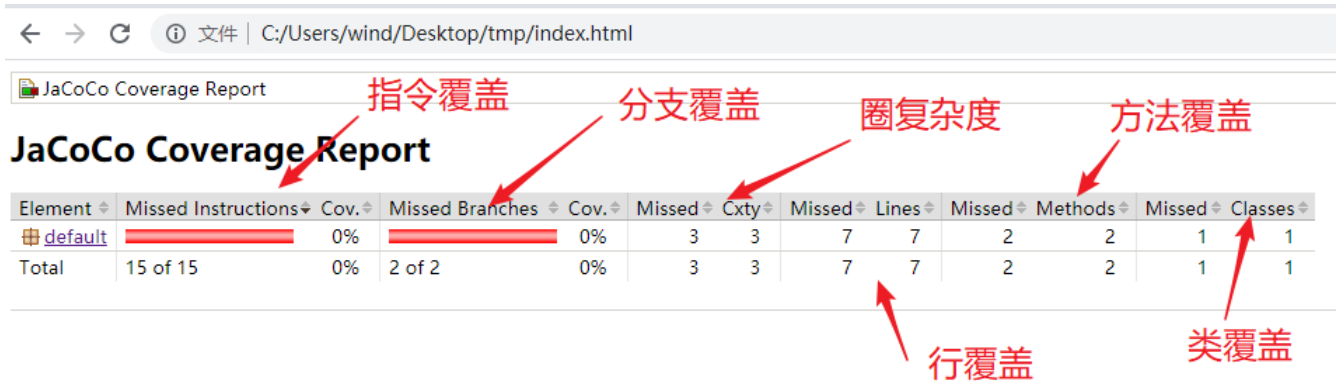 文件 C:/Users/wind/Desktop/tmp/index.html
JaCoCo Coverage Report
指令覆盖
分支覆盖
圈复杂度
方法覆盖
JaCoCo Coverage Report
Element Missed Instructions Cov. Missed Branches Cov. Missed Cxty Missed Lines Missed Methods Missed Classes
default 0% 0% 3 3 7 7 2 2 1 1
Total 15 of 15 0% 2 of 2 0% 3 3 7 7 2 2 1 1
行覆盖
类覆盖